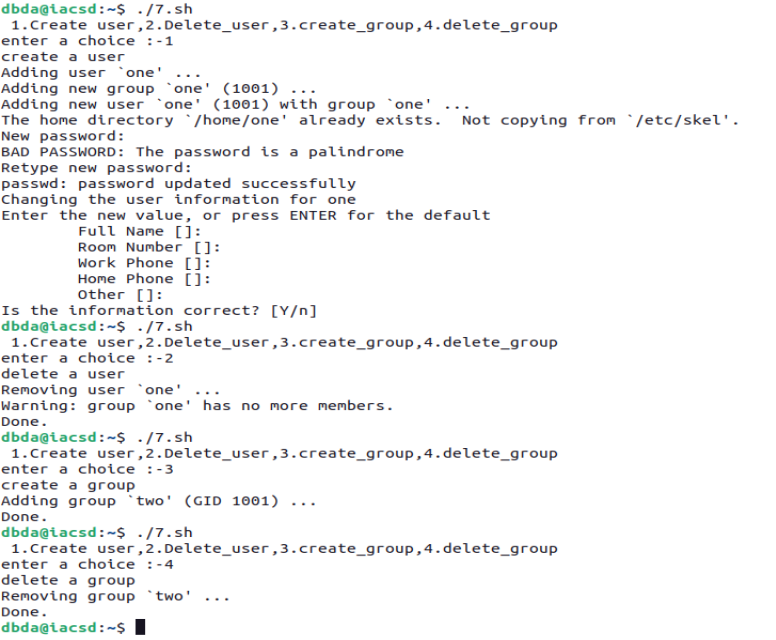 dbda@iacsd:~$ ./7.sh
 1.Create user,2.Delete_user,3.create_group,4.delete_group
enter a choice :-1
create a user
Adding user `one' ...
Adding new group `one' (1001) ...
Adding new user `one' (1001) with group `one' ...
The home directory `/home/one' already exists.  Not copying from `/etc/skel'.
New password:
BAD PASSWORD: The password is a palindrome
Retype new password:
passwd: password updated successfully
Changing the user information for one
Enter the new value, or press ENTER for the default
        Full Name []:
        Room Number []:
        Work Phone []:
        Home Phone []:
        Other []:
Is the information correct? [Y/n]
dbda@iacsd:~$ ./7.sh
 1.Create user,2.Delete_user,3.create_group,4.delete_group
enter a choice :-2
delete a user
Removing user `one' ...
Warning: group `one' has no more members.
Done.
dbda@iacsd:~$ ./7.sh
 1.Create user,2.Delete_user,3.create_group,4.delete_group
enter a choice :-3
create a group
Adding group `two' (GID 1001) ...
Done.
dbda@iacsd:~$ ./7.sh
 1.Create user,2.Delete_user,3.create_group,4.delete_group
enter a choice :-4
delete a group
Removing group `two' ...
Done.
dbda@iacsd:~$